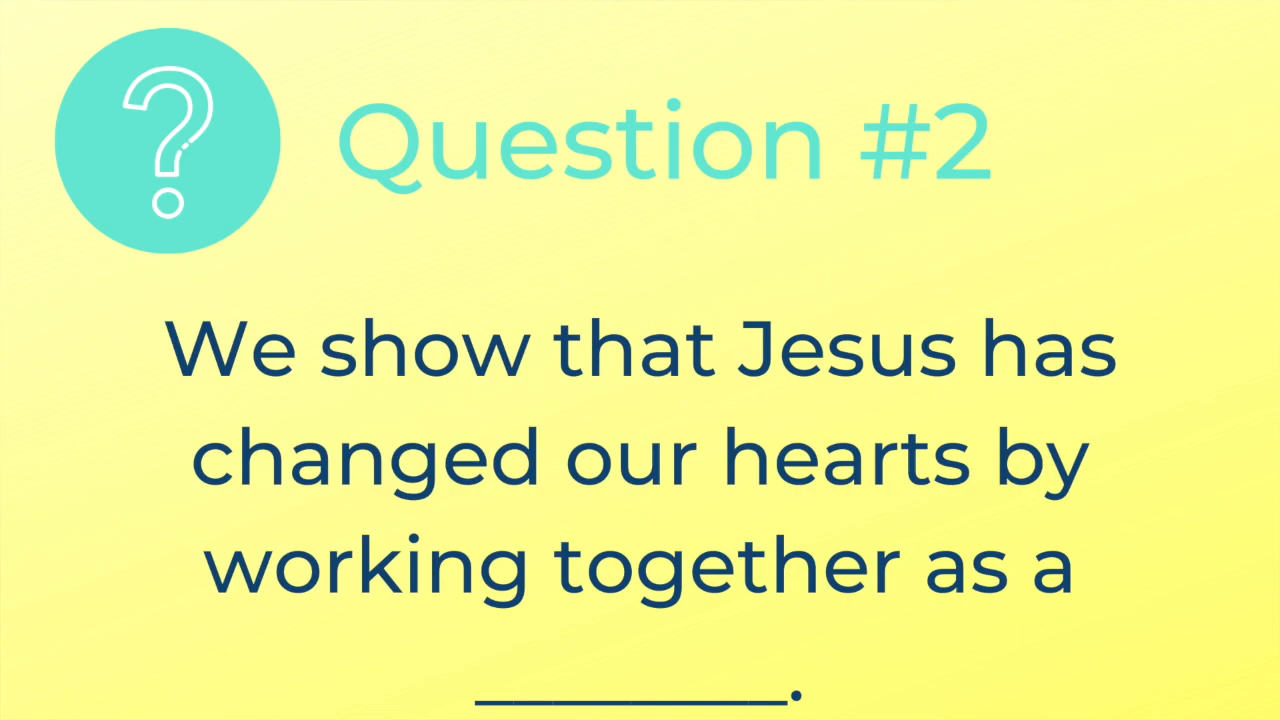 ?
Question #2
We show that Jesus has
changed our hearts by
working together as a
________.